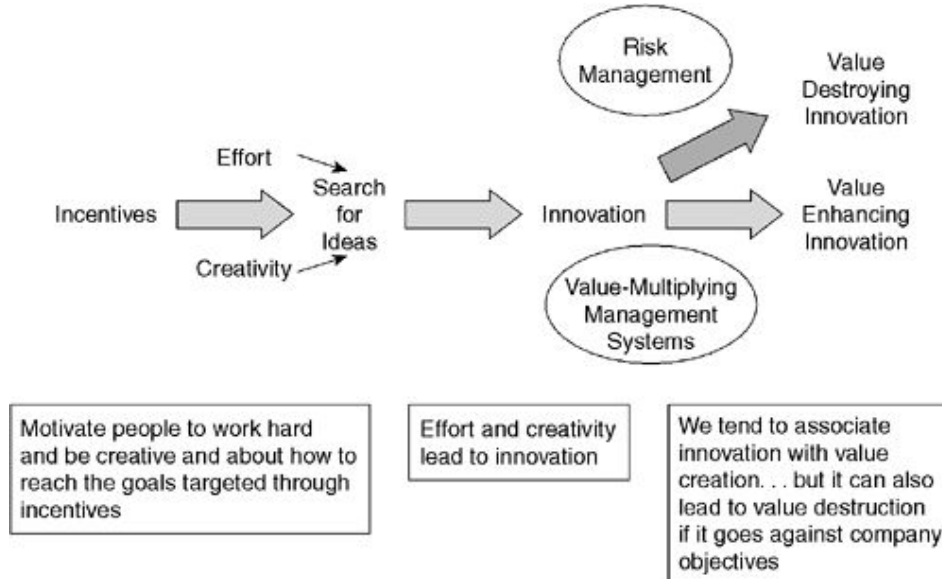 Risk
Management
Value
Destroying
Innovation
Effort
Search
for
Ideas
Incentives
Creativity
Innovation
Value
Enhancing
Innovation
Value-Multiplying
Management
Systems
Motivate people to work hard
and be creative and about how to
reach the goals targeted through
incentives
Effort and creativity
lead to innovation
We tend to associate
innovation with value
creation. . . but it can also
lead to value destruction
if it goes against company
objectives